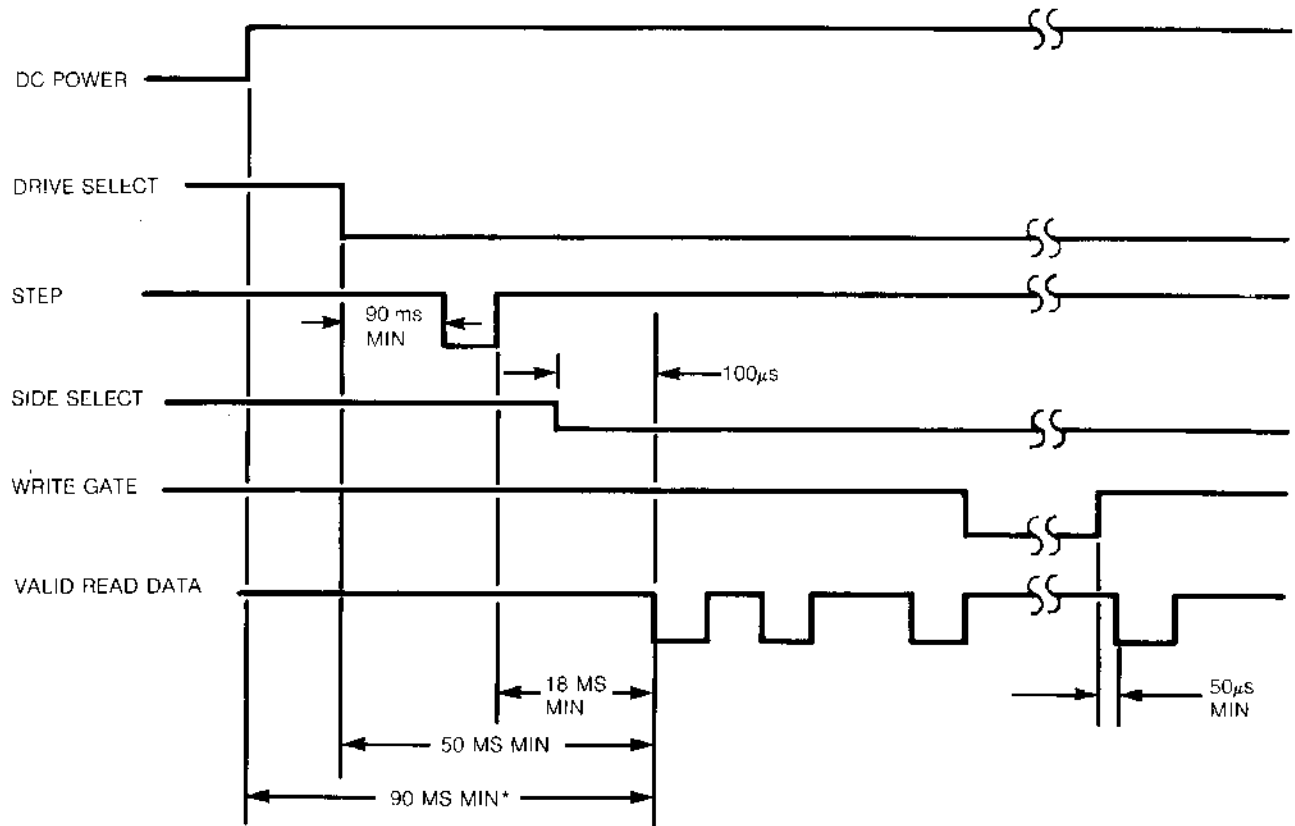 DC POWER
DRIVE SELECT
STEP
90 ms
MIN
100µs
SIDE SELECT
WRITE GATE
VALID READ DATA
18 MS
MIN
50µs
MIN
50 MS MIN
90 MS MIN*